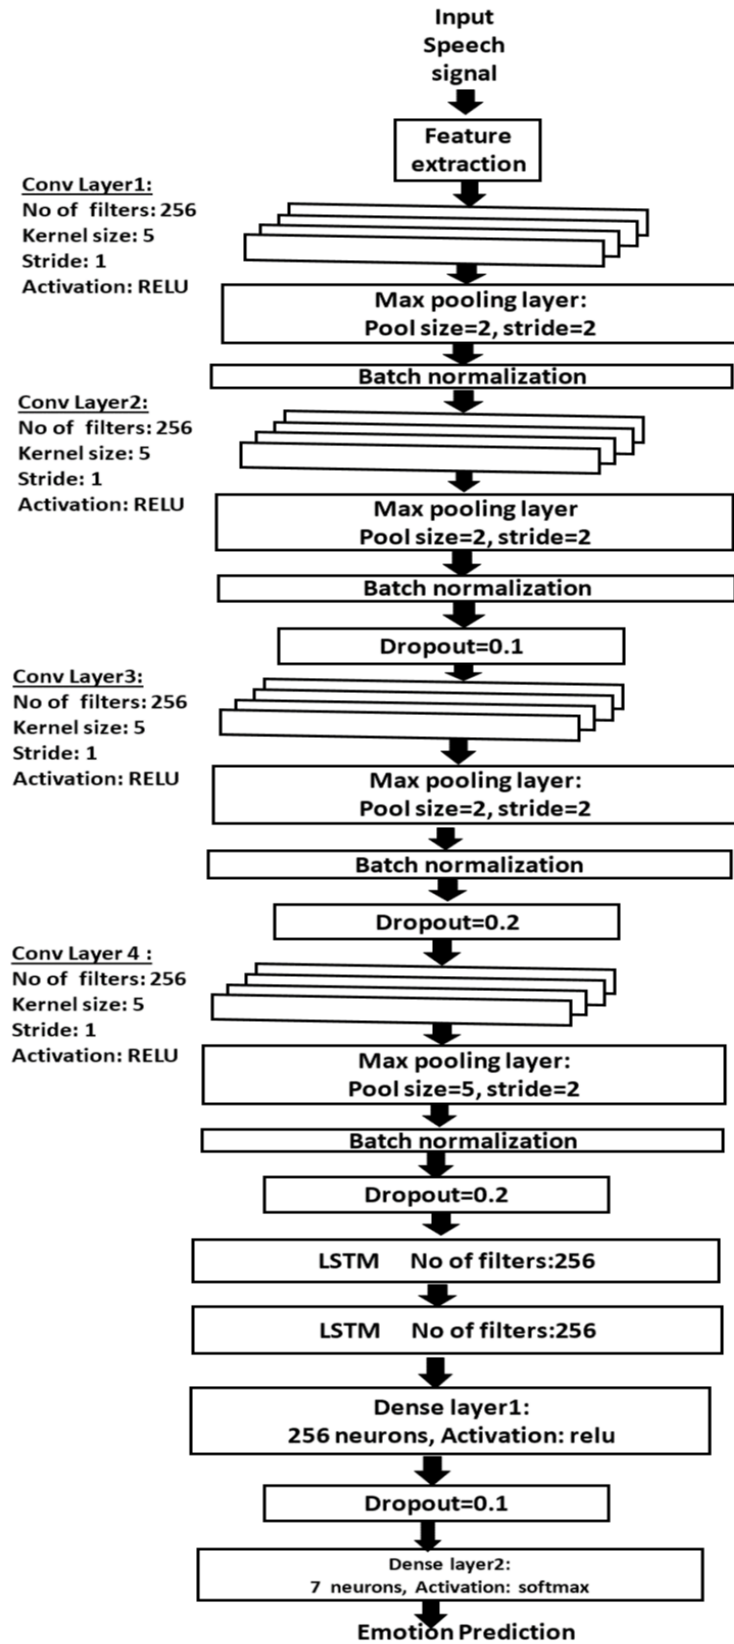 Input
Speech
signal
Feature
extraction
Conv Layer1:
No of filters: 256
Kernel size: 5
Stride: 1
Activation: RELU
Max pooling layer:
Pool size=2, stride=2
Batch normalization
Conv Layer2:
No of filters: 256
Kernel size: 5
Stride: 1
Activation: RELU
Max pooling layer
Pool size=2, stride=2
Batch normalization
Dropout=0.1
Conv Layer3:
No of filters: 256
Kernel size: 5
Stride: 1
Activation: RELU
Max pooling layer:
Pool size=2, stride=2
Batch normalization
Dropout=0.2
Conv Layer 4 :
No of filters: 256
Kernel size: 5
Stride: 1
Activation: RELU
Max pooling layer:
Pool size=5, stride=2
Batch normalization
Dropout=0.2
LSTM No of filters:256
LSTM No of filters:256
Dense layer1:
256 neurons, Activation: relu
Dropout=0.1
Dense layer2:
7 neurons, Activation: softmax
Emotion Prediction